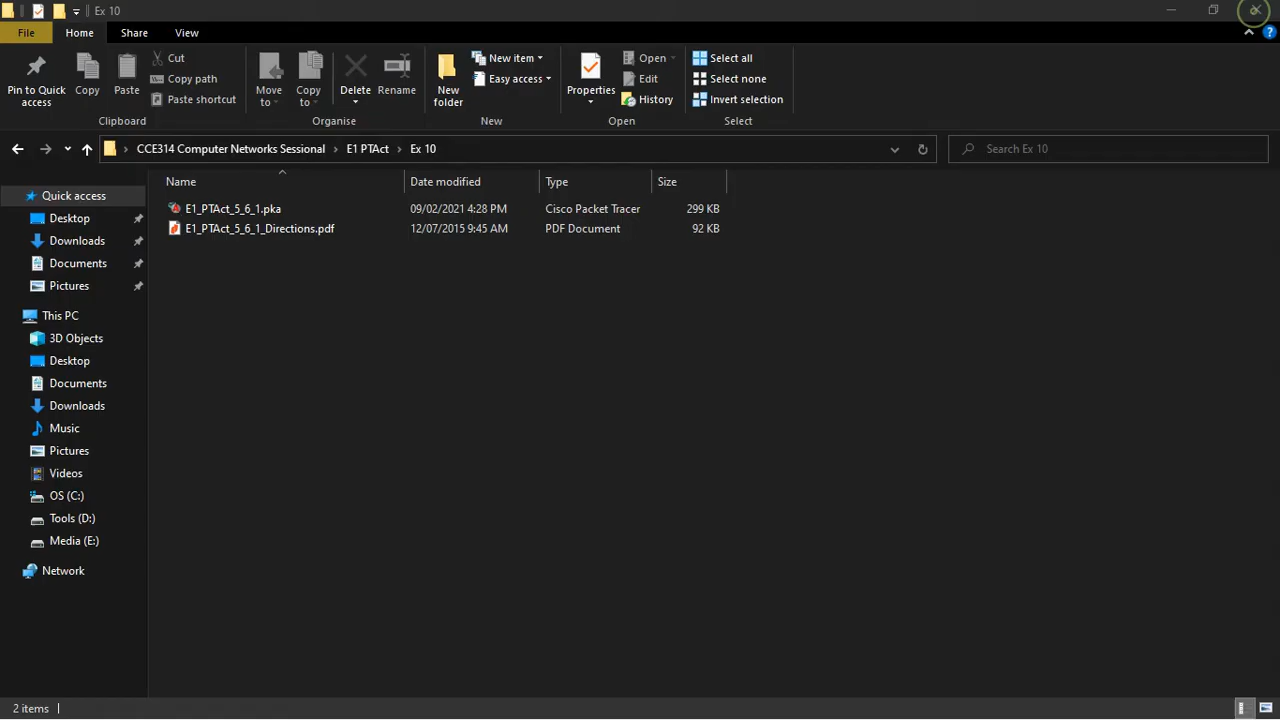 Ex 10
File Home Share View
Pin to Quick access
Copy
Paste
Cut
Copy path
Paste shortcut
Clipboard
Move to
Copy to
Delete
Rename
Organise
New folder
New item
Easy access
New
Properties
Open
Edit
History
Open
Select all
Select none
Invert selection
Select
CCE314 Computer Networks Sessional > E1 PTAct > Ex 10
Search Ex 10
Name Date modified Type Size
E1_PTAct_5_6_1.pka 09/02/2021 4:28 PM Cisco Packet Tracer 299 KB
E1_PTAct_5_6_1_Directions.pdf 12/07/2015 9:45 AM PDF Document 92 KB
Quick access
Desktop
Downloads
Documents
Pictures
This PC
3D Objects
Desktop
Documents
Downloads
Music
Pictures
Videos
OS (C:)
Tools (D:)
Media (E:)
Network
2 items